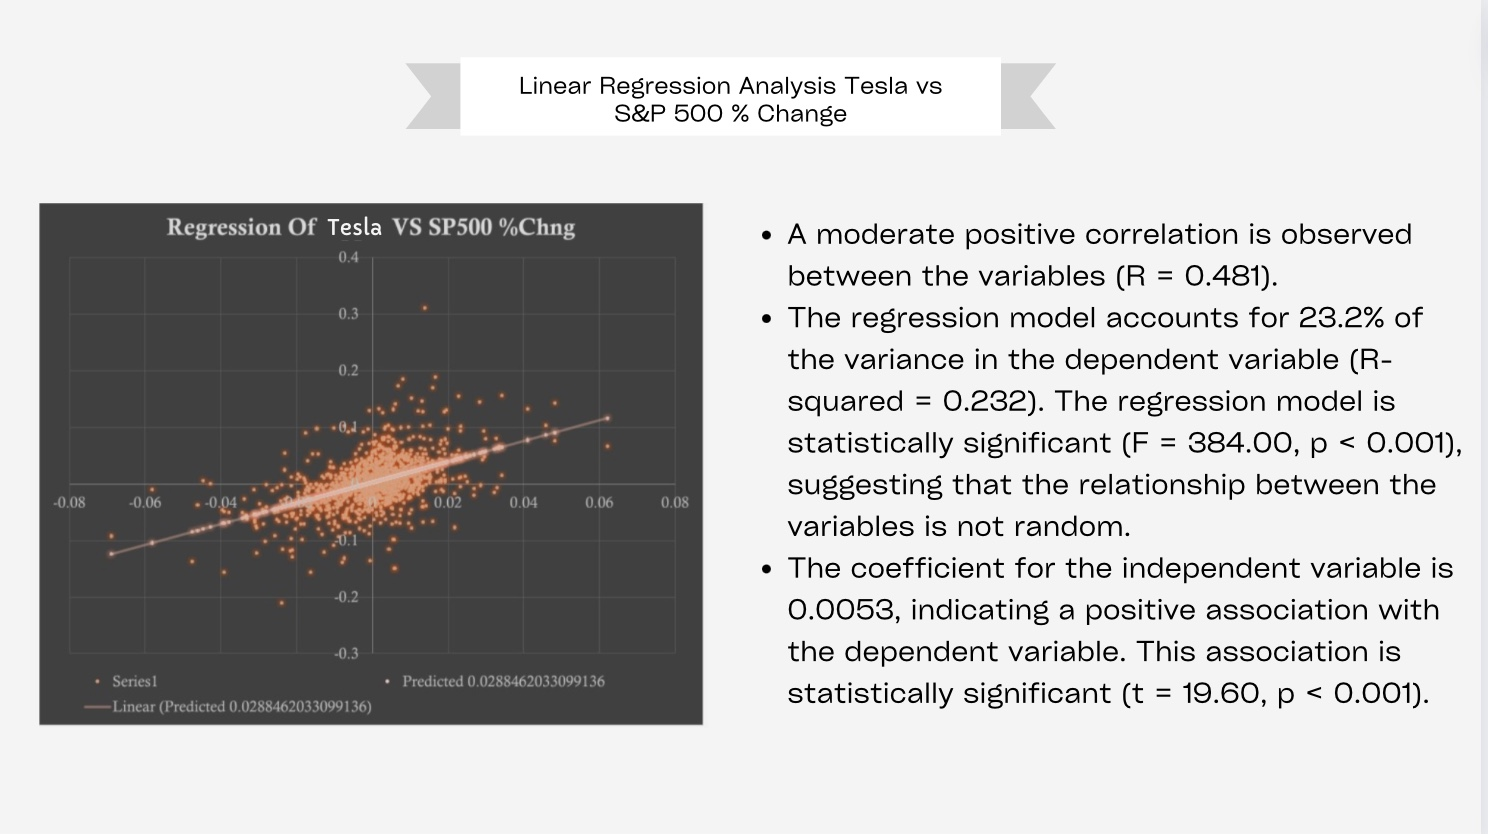 Linear Regression Analysis Tesla vs
S&P 500 % Change
Regression Of Tesla VS SP500 %Chng
0.4
0.3
0.2
0.1
-0.08 -0.06 -0.04 0.02 0.04 0.06 0.08
-0.1
-0.2
-0.3
• Series1 • Predicted 0.0288462033099136
Linear (Predicted 0.0288462033099136)
• A moderate positive correlation is observed
between the variables (R = 0.481).
• The regression model accounts for 23.2% of
the variance in the dependent variable (R-
squared = 0.232). The regression model is
statistically significant (F = 384.00, p < 0.001),
suggesting that the relationship between the
variables is not random.
• The coefficient for the independent variable is
0.0053, indicating a positive association with
the dependent variable. This association is
statistically significant (t = 19.60, p < 0.001).